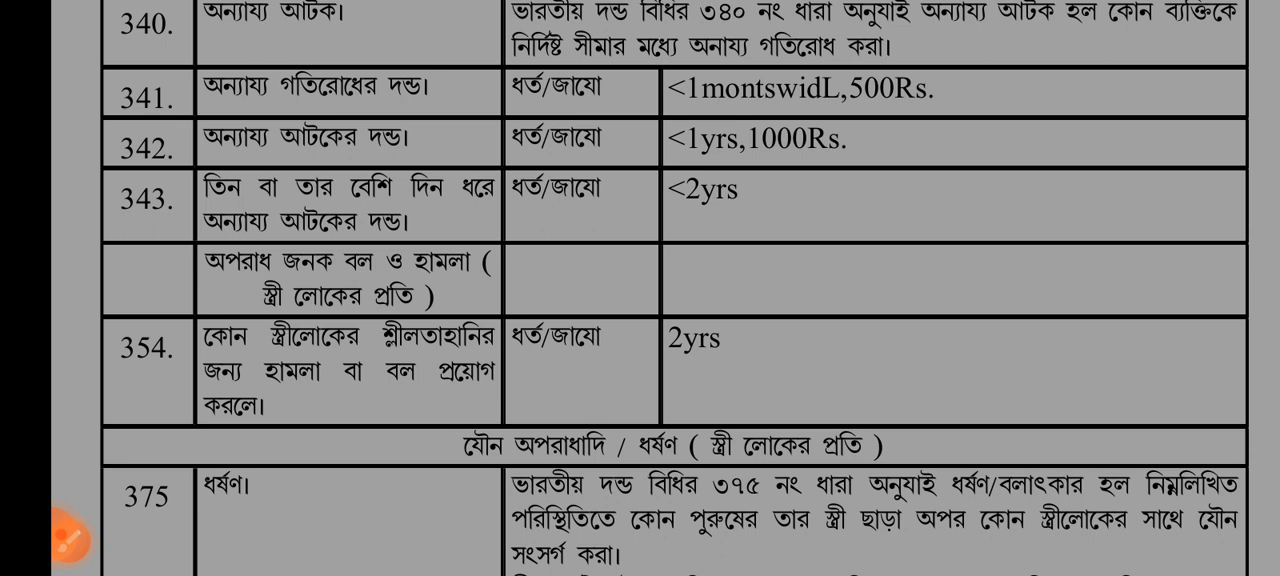 340.
অন্যায্য আটক।
ভারতীয় দন্ড বিধির ৩৪০ নং ধারা অনুযাই অন্যায্য আটক হল কোন ব্যক্তিকে
নির্দিষ্ট সীমার মধ্যে অনায্য গতিরোধ করা।
341.
অন্যায্য গতিরোধের দন্ড।
ধর্ত/জাযো
<1montswidL,500Rs.
342.
অন্যায্য আটকের দন্ড।
ধর্ত/জাযো
<1yrs,1000Rs.
343.
তিন বা তার বেশি দিন ধরে
অন্যায্য আটকের দন্ড।
ধর্ত/জাযো
<2yrs
অপরাধ জনক বল ও হামলা (
স্ত্রী লোকের প্রতি )
354.
কোন স্ত্রীলোকের শ্লীলতাহানির
জন্য হামলা বা বল প্রয়োগ
করলে।
ধর্ত/জাযো
2yrs
যৌন অপরাধাদি / ধর্ষণ ( স্ত্রী লোকের প্রতি )
375
ধর্ষণ।
ভারতীয় দন্ড বিধির ৩৭৫ নং ধারা অনুযাই ধর্ষণ/বলাৎকার হল নিম্নলিখিত
পরিস্থিতিতে কোন পুরুষের তার স্ত্রী ছাড়া অপর কোন স্ত্রীলোকের সাথে যৌন
সংসর্গ করা।